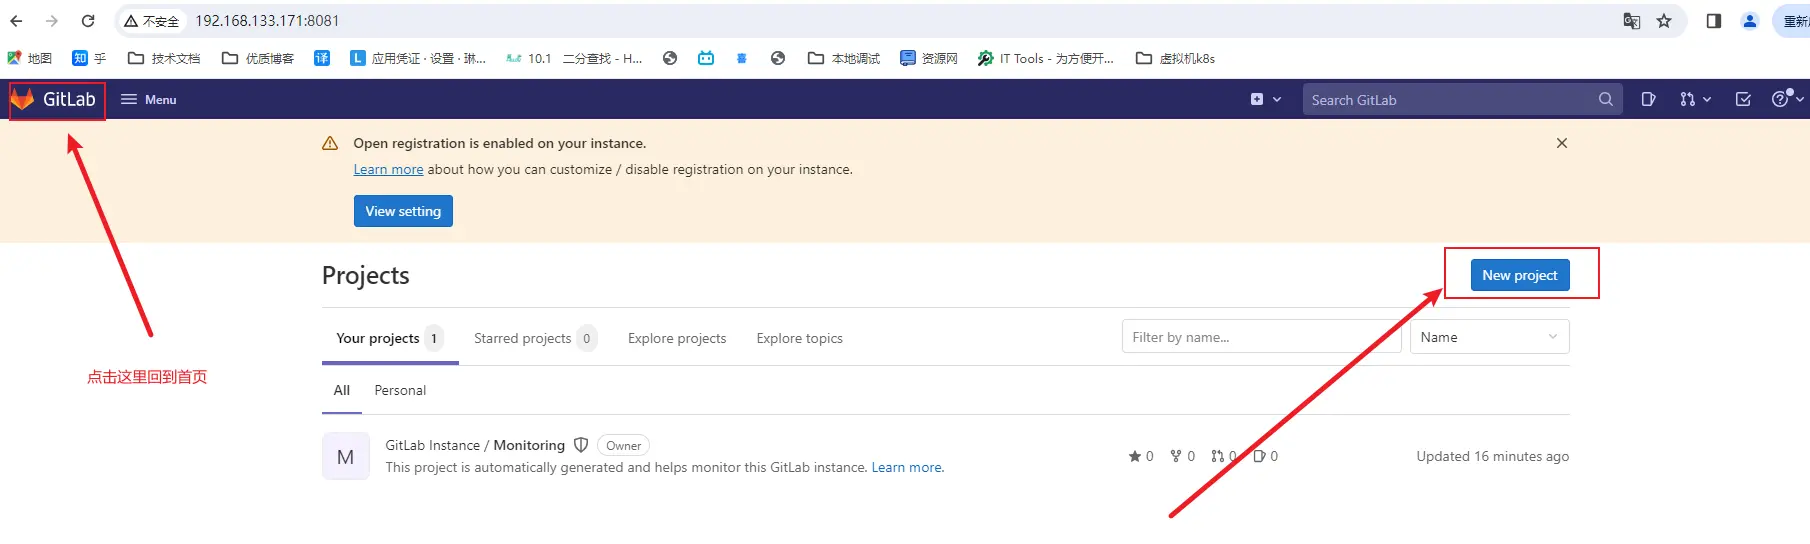 不安全 192.168.133.171:8081
重新
地图 知 乎 技术文档 优质博客 译 L 应用凭证 · 设置 · 琳... 10.1 二分查找 - H... 本地调试 资源网 IT Tools - 为方便开... 虚拟机k8s
GitLab Menu Search GitLab
Open registration is enabled on your instance.
Learn more about how you can customize / disable registration on your instance.
View setting
Projects New project
Your projects 1 Starred projects 0 Explore projects Explore topics Filter by name... Name
点击这里回到首页
All Personal
GitLab Instance / Monitoring Owner
M This project is automatically generated and helps monitor this GitLab instance. Learn more.
0 0 0 0 Updated 16 minutes ago